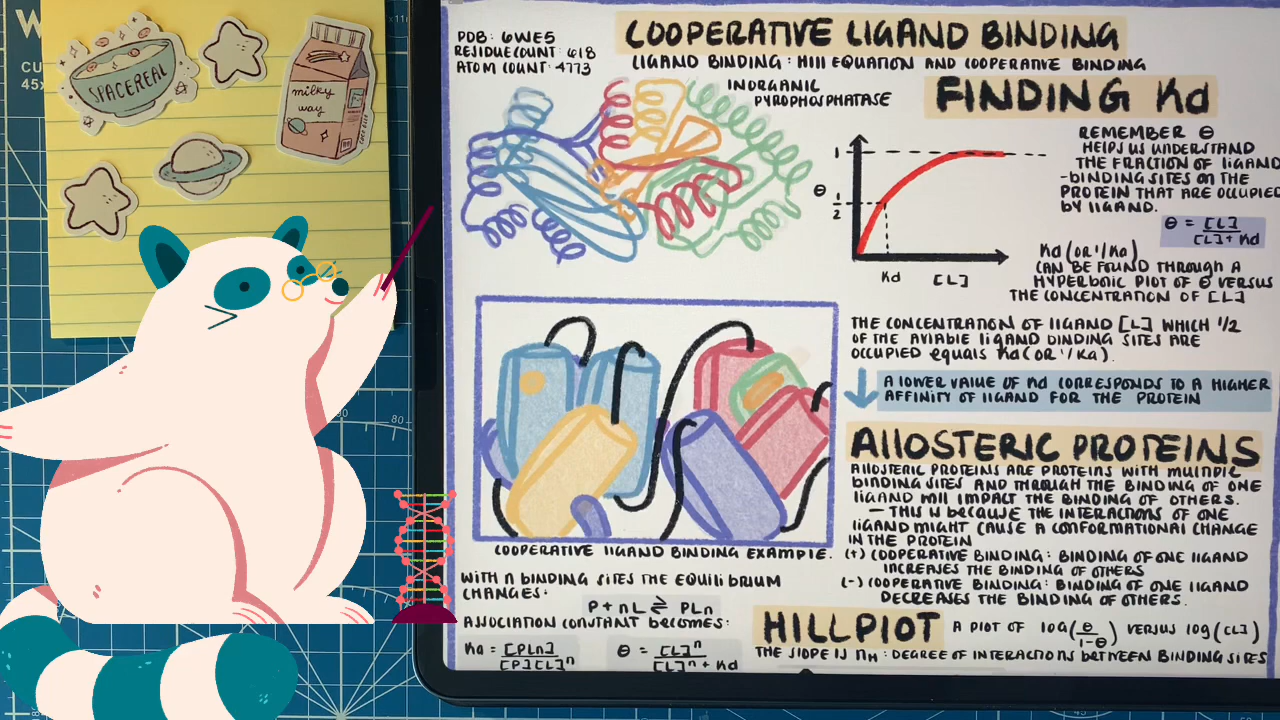 SPACEREAL
milky
way
PDB: 6WE5
RESIDUE COUNT: 618
ATOM COUNT: 4773
COOPERATIVE LIGAND BINDING
LIGAND BINDING: HILL EQUATION AND COOPERATIVE BINDING
INORGANIC
PYROPHOSPHATASE
FINDING Kd
REMEMBER θ
HELPS US UNDERSTAND
THE FRACTION OF LIGAND
-BINDING SITES ON THE
PROTEIN THAT ARE OCCUPIED
BY LIGAND.
θ = [L]
[L] + Kd
1
θ
1
2
Kd
[L]
Kd (OR 1/Ka)
CAN BE FOUND THROUGH A
HYPERBOLIC PLOT OF θ VERSUS
THE CONCENTRATION OF [L]
THE CONCENTRATION OF LIGAND [L] WHICH 1/2
OF THE AVIABLE LIGAND BINDING SITES ARE
OCCUPIED EQUALS Kd (OR 1/Ka).
A LOWER VALUE OF Kd CORRESPONDS TO A HIGHER
AFFINITY OF LIGAND FOR THE PROTEIN
ALLOSTERIC PROTEINS
ALLOSTERIC PROTEINS ARE PROTEINS WITH MULTIPLE
BINDING SITES AND THROUGH THE BINDING OF ONE
LIGAND WILL IMPACT THE BINDING OF OTHERS.
— THIS IS BECAUSE THE INTERACTIONS OF ONE
LIGAND MIGHT CAUSE A CONFORMATIONAL CHANGE
IN THE PROTEIN
(+) COOPERATIVE BINDING: BINDING OF ONE LIGAND
INCREASES THE BINDING OF OTHERS
(-) COOPERATIVE BINDING: BINDING OF ONE LIGAND
DECREASES THE BINDING OF OTHERS.
COOPERATIVE LIGAND BINDING EXAMPLE.
WITH n BINDING SITES THE EQUILIBRIUM
CHANGES:
P + nL ⇌ PLn
ASSOCIATION CONSTANT BECOMES:
Ka = [PLn]
[P][L]ⁿ
θ = [L]ⁿ
[L]ⁿ + Kd
HILL PLOT
A PLOT OF LOG(θ/1-θ) VERSUS LOG([L])
THE SLOPE IS nH: DEGREE OF INTERACTIONS BETWEEN BINDING SITES
80